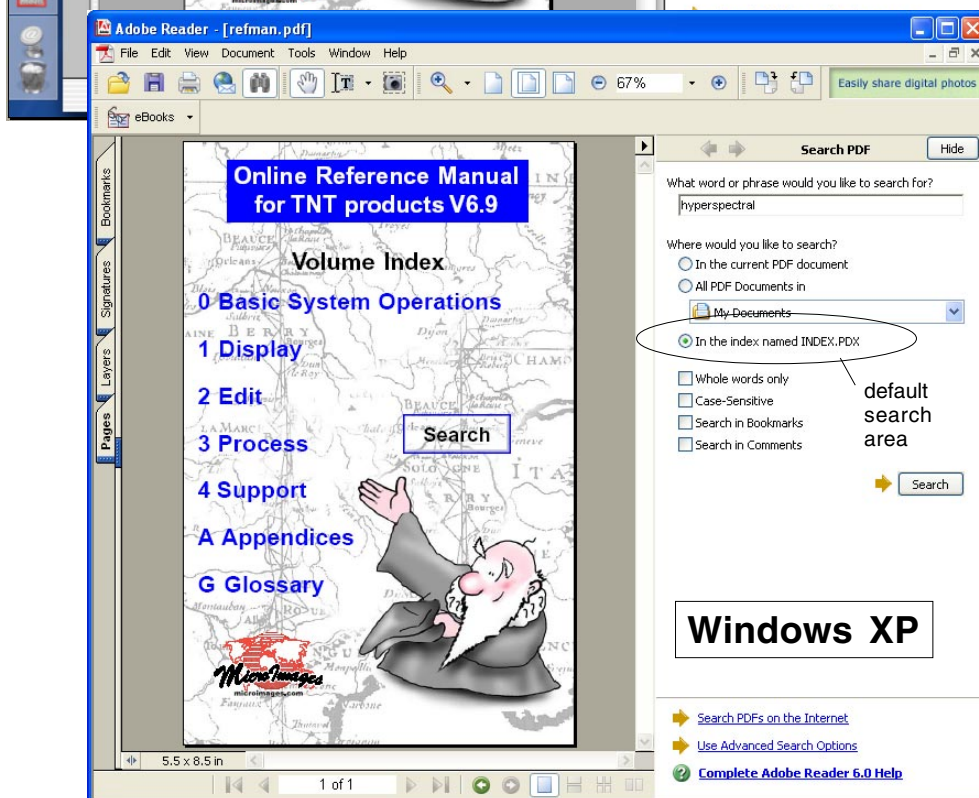 Adobe Reader - [refman.pdf]
File Edit View Document Tools Window Help
67%
Easily share digital photos
eBooks
Bookmarks
Signatures
Layers
Pages
Online Reference Manual
for TNT products V6.9
Volume Index
0 Basic System Operations
1 Display
2 Edit
3 Process
4 Support
A Appendices
G Glossary
Search
MicroImages
microimages.com
5.5 x 8.5 in
1 of 1
Search PDF
Hide
What word or phrase would you like to search for?
hyperspectral
Where would you like to search?
In the current PDF document
All PDF Documents in
My Documents
In the index named INDEX.PDX
Whole words only
Case-Sensitive
Search in Bookmarks
Search in Comments
default
search
area
Search
Windows XP
Search PDFs on the Internet
Use Advanced Search Options
Complete Adobe Reader 6.0 Help